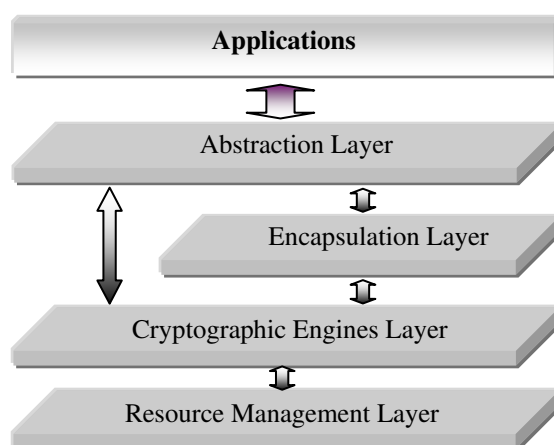 Applications
Abstraction Layer
Encapsulation Layer
Cryptographic Engines Layer
Resource Management Layer